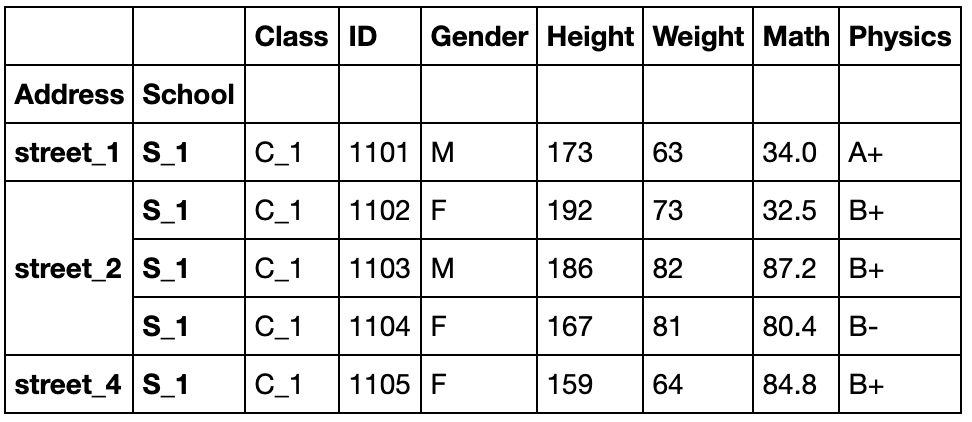 Class ID Gender Height Weight Math Physics
Address School
street_1 S_1 C_1 1101 M 173 63 34.0 A+
S_1 C_1 1102 F 192 73 32.5 B+
street_2 S_1 C_1 1103 M 186 82 87.2 B+
S_1 C_1 1104 F 167 81 80.4 B-
street_4 S_1 C_1 1105 F 159 64 84.8 B+